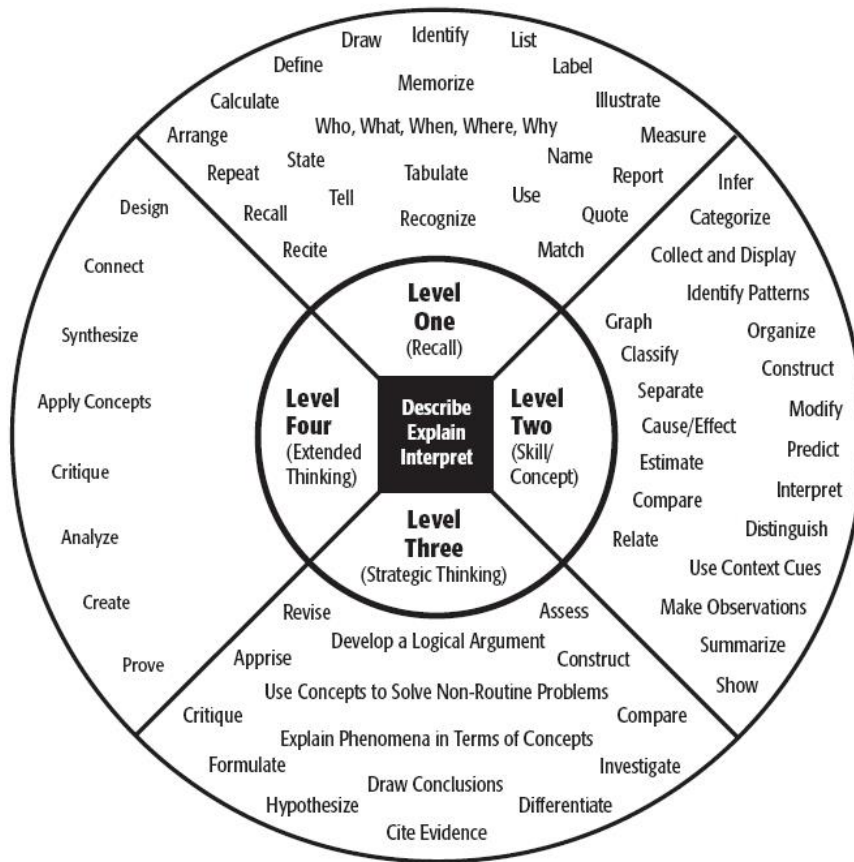 Draw
Identify
List
Define
Label
Memorize
Calculate
Illustrate
Who, What, When, Where, Why
Arrange
Measure
State
Name
Repeat
Tabulate
Report
Tell
Use
Recall
Recognize
Quote
Recite
Match
Infer
Categorize
Collect and Display
Identify Patterns
Graph
Organize
Classify
Construct
Separate
Modify
Cause/Effect
Predict
Estimate
Interpret
Compare
Distinguish
Relate
Use Context Cues
Make Observations
Summarize
Show
Level
One
(Recall)
Level
Two
(Skill/
Concept)
Describe
Explain
Interpret
Level
Four
(Extended
Thinking)
Level
Three
(Strategic Thinking)
Revise
Assess
Develop a Logical Argument
Apprise
Construct
Use Concepts to Solve Non-Routine Problems
Critique
Compare
Explain Phenomena in Terms of Concepts
Formulate
Investigate
Draw Conclusions
Hypothesize
Differentiate
Cite Evidence
Design
Connect
Synthesize
Apply Concepts
Critique
Analyze
Create
Prove